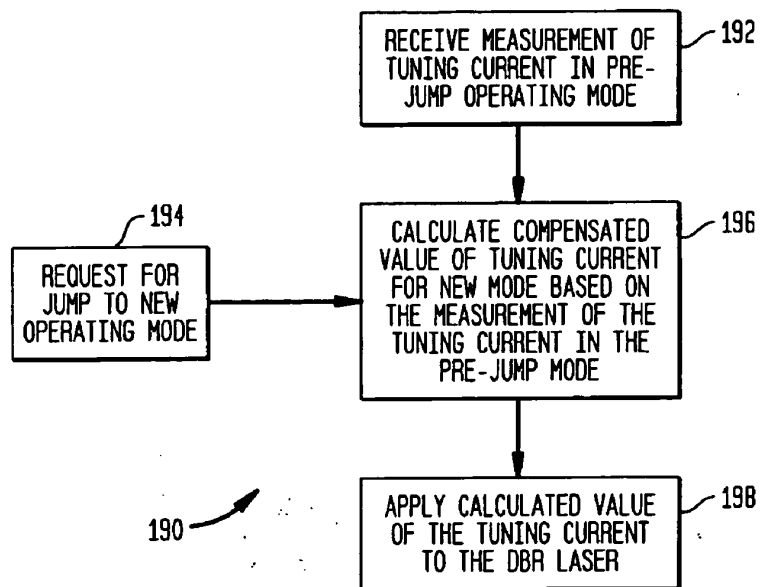 RECEIVE MEASUREMENT OF
TUNING CURRENT IN PRE-
JUMP OPERATING MODE
192
194
REQUEST FOR
JUMP TO NEW
OPERATING MODE
CALCULATE COMPENSATED
VALUE OF TUNING CURRENT
FOR NEW MODE BASED ON
THE MEASUREMENT OF THE
TUNING CURRENT IN THE
PRE-JUMP MODE
196
190
APPLY CALCULATED VALUE
OF THE TUNING CURRENT
TO THE DBR LASER
198